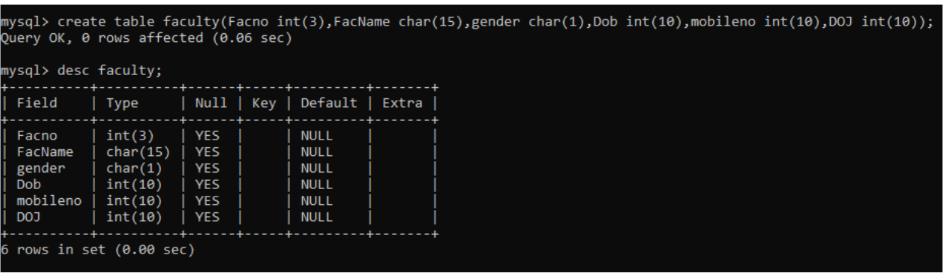 mysql> create table faculty(Facno int(3),FacName char(15),gender char(1),Dob int(10),mobileno int(10),DOJ int(10));
Query OK, 0 rows affected (0.06 sec)
mysql> desc faculty;
+----------+----------+------+-----+---------+-------+
| Field    | Type     | Null | Key | Default | Extra |
+----------+----------+------+-----+---------+-------+
| Facno    | int(3)   | YES  |     | NULL    |       |
| FacName  | char(15) | YES  |     | NULL    |       |
| gender   | char(1)  | YES  |     | NULL    |       |
| Dob      | int(10)  | YES  |     | NULL    |       |
| mobileno | int(10)  | YES  |     | NULL    |       |
| DOJ      | int(10)  | YES  |     | NULL    |       |
+----------+----------+------+-----+---------+-------+
6 rows in set (0.00 sec)